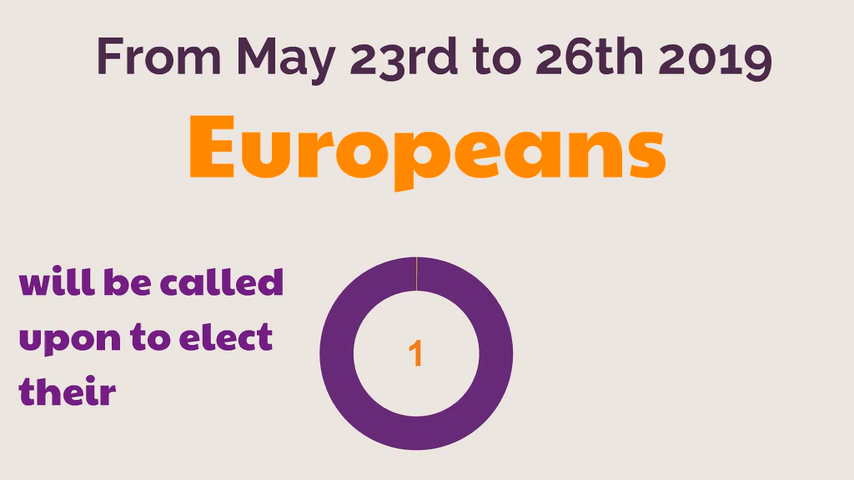 From May 23rd to 26th 2019
Europeans
will be called
upon to elect
their
1